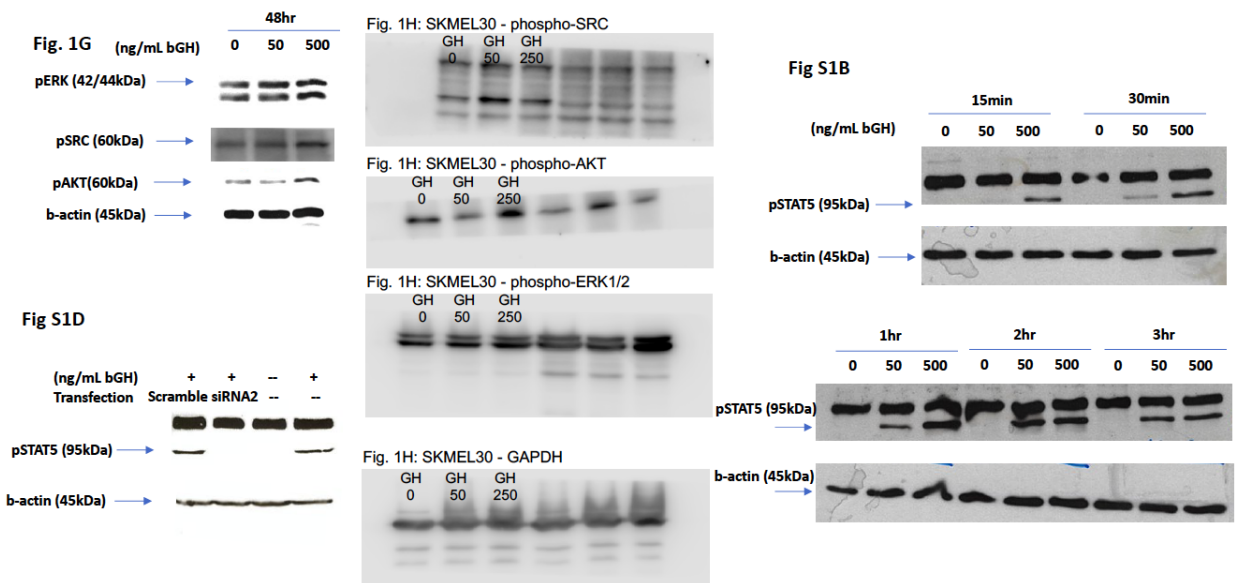 Fig. 1G
48hr
(ng/mL bGH) 0 50 500
pERK (42/44kDa)
pSRC (60kDa)
pAKT(60kDa)
b-actin (45kDa)
Fig S1D
(ng/mL bGH) + + -- +
Transfection Scramble siRNA2 -- --
pSTAT5 (95kDa)
b-actin (45kDa)
Fig. 1H: SKMEL30 - phospho-SRC
GH GH GH
0 50 250
Fig. 1H: SKMEL30 - phospho-AKT
GH GH GH
0 50 250
Fig. 1H: SKMEL30 - phospho-ERK1/2
GH GH GH
0 50 250
Fig. 1H: SKMEL30 - GAPDH
GH GH GH
0 50 250
Fig S1B
15min 30min
(ng/mL bGH) 0 50 500 0 50 500
pSTAT5 (95kDa)
b-actin (45kDa)
1hr 2hr 3hr
0 50 500 0 50 500 0 50 500
pSTAT5 (95kDa)
b-actin (45kDa)